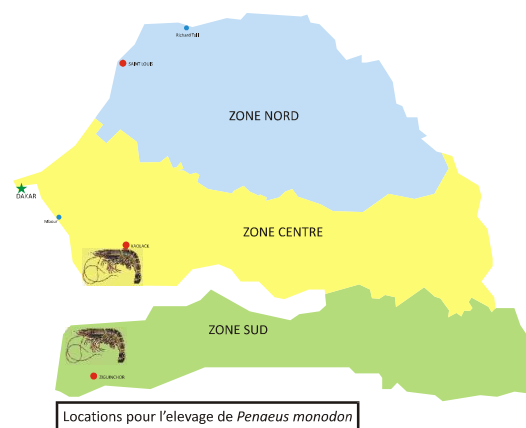 Richard Toll
SAINT LOUIS
ZONE NORD
DAKAR
Mbour
ZONE CENTRE
KAOLACK
ZONE SUD
ZIGUINCHOR
Locations pour l'elevage de Penaeus monodon